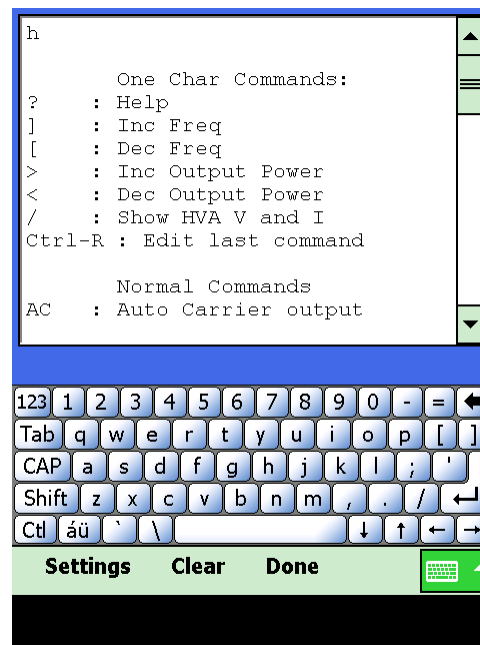 h
One Char Commands:
? : Help
] : Inc Freq
[ : Dec Freq
> : Inc Output Power
< : Dec Output Power
/ : Show HVA V and I
Ctrl-R : Edit last command
Normal Commands
AC : Auto Carrier output
123 1 2 3 4 5 6 7 8 9 0 - = ←
Tab q w e r t y u i o p [ ]
CAP a s d f g h j k l ; '
Shift z x c v b n m , . / ↵
Ctl áü ` \ ↓ ↑ ← →
Settings Clear Done